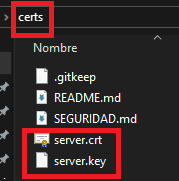 certs
Nombre
.gitkeep
README.md
SEGURIDAD.md
server.crt
server.key